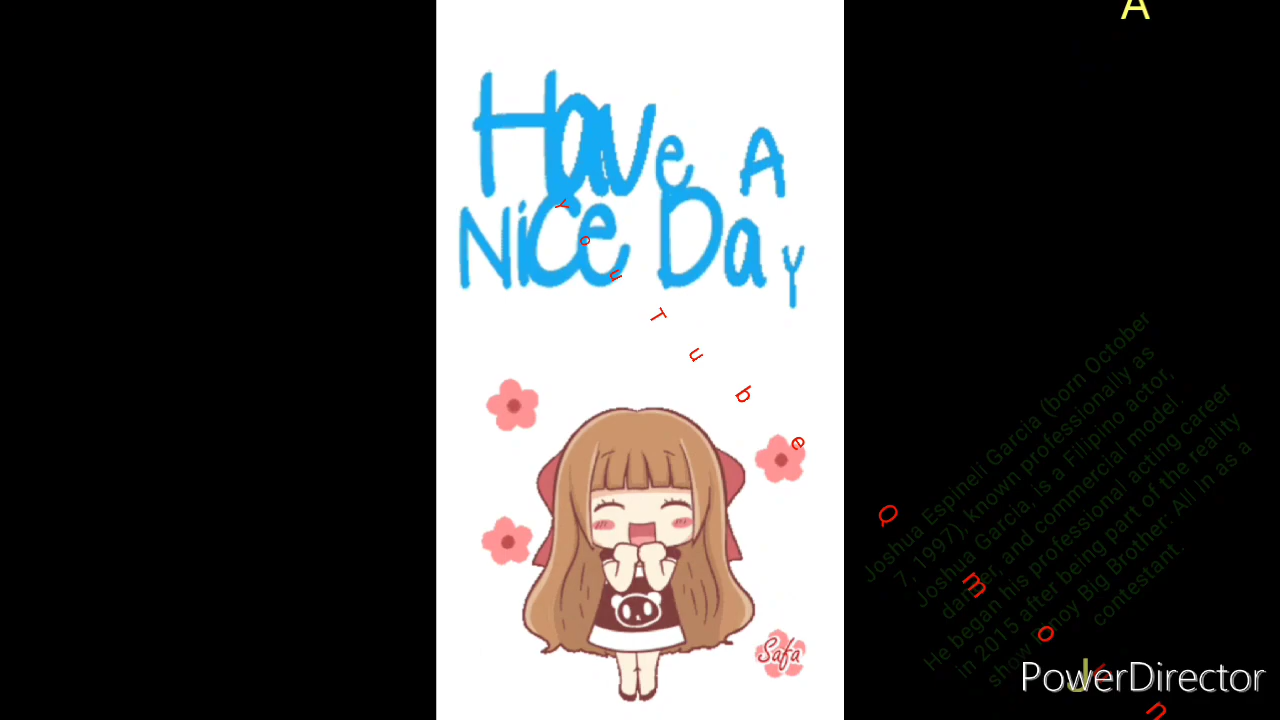 A
Have A
Nice Day
YouTube
Joshua Espineli Garcia (born October
7, 1997), known professionally as
Joshua Garcia, is a Filipino actor,
dancer, and commercial model.
He began his professional acting career
in 2015 after being part of the reality
show Pinoy Big Brother: All In as a
contestant.
Safa
PowerDirector